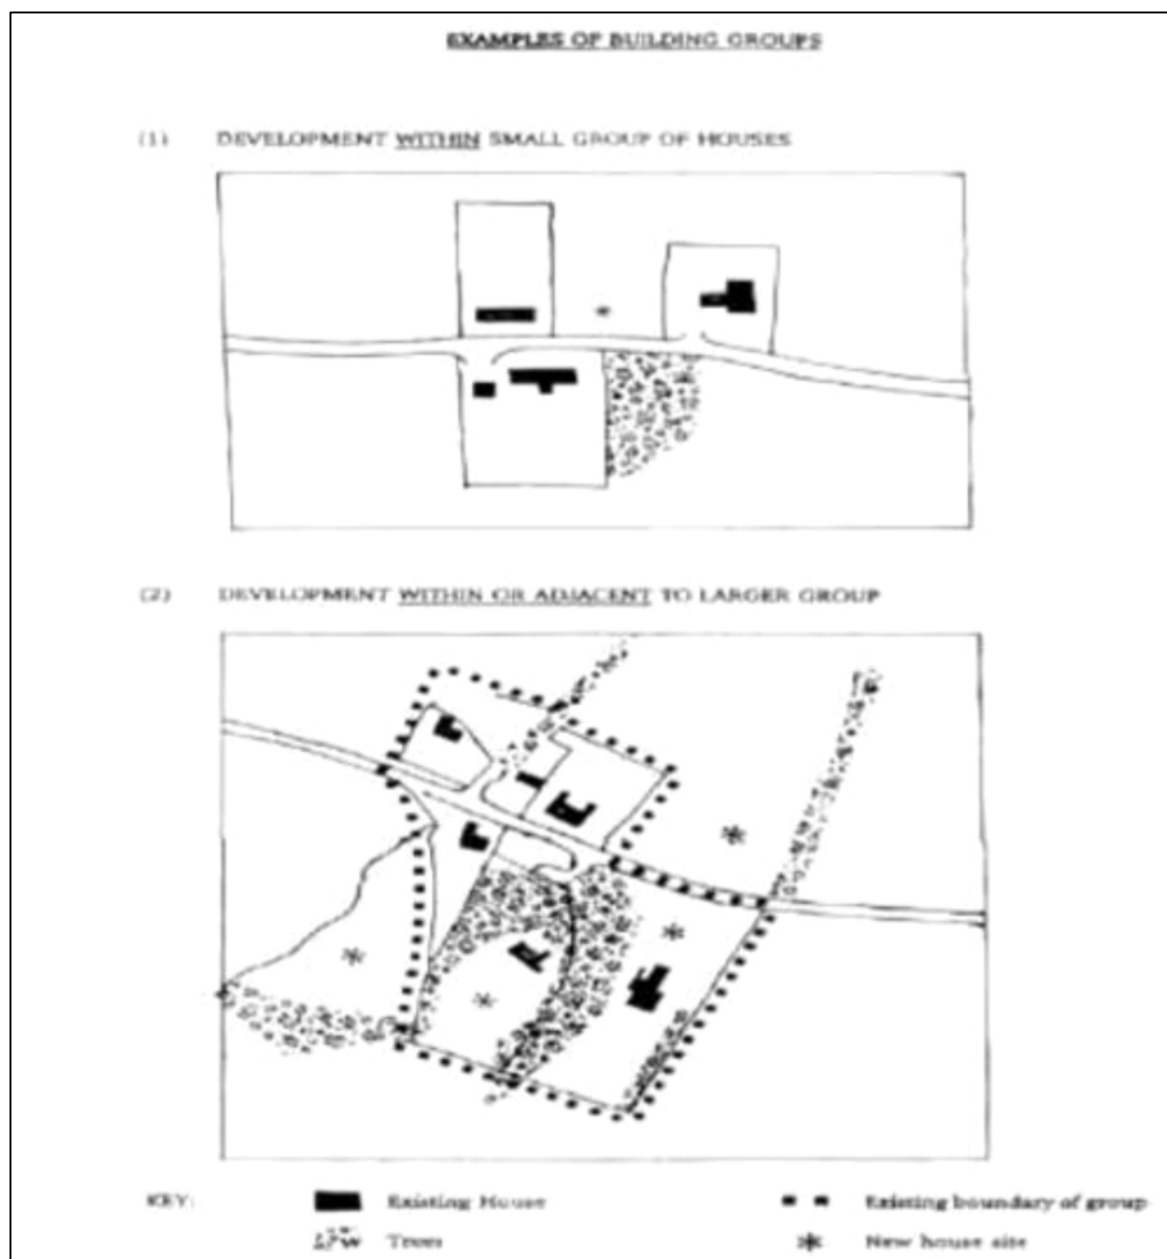 EXAMPLES OF BUILDING GROUPS
(1) DEVELOPMENT WITHIN SMALL GROUP OF HOUSES
(2) DEVELOPMENT WITHIN OR ADJACENT TO LARGER GROUP
KEY: Existing House Existing boundary of group
Trees New house site